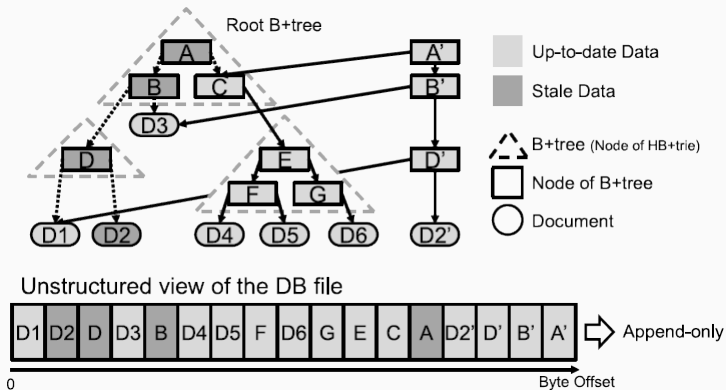 Root B+tree
A
A'
Up-to-date Data
B
C
B'
Stale Data
D3
D
E
D'
B+tree (Node of HB+trie)
F
G
Node of B+tree
D1
D2
D4
D5
D6
D2'
Document
Unstructured view of the DB file
D1 D2 D D3 B D4 D5 F D6 G E C A D2' D' B' A'
Append-only
0
Byte Offset